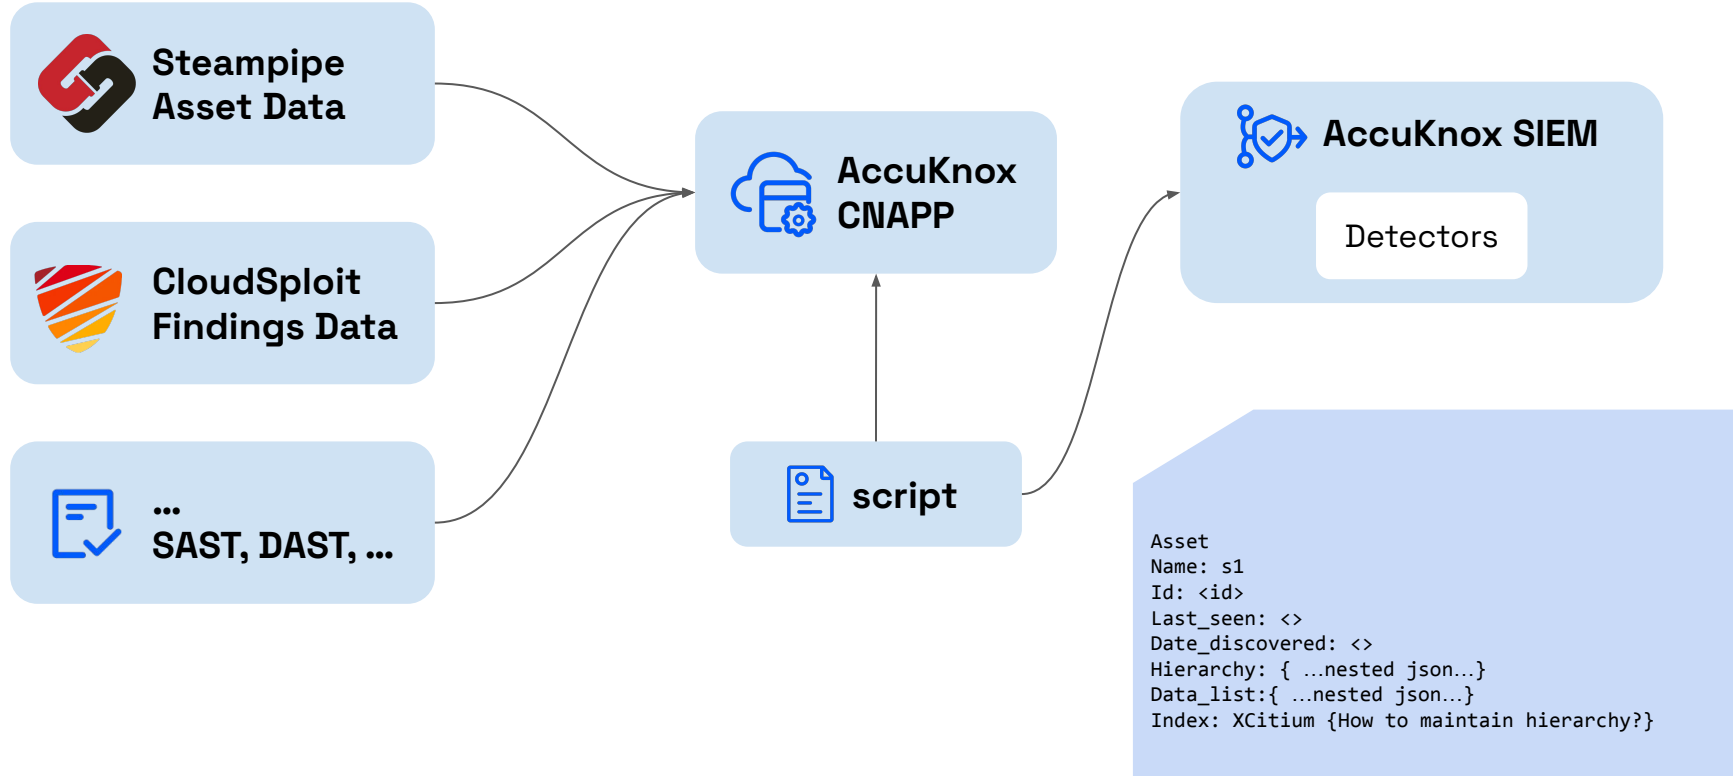 Steampipe
Asset Data
CloudSploit
Findings Data
...
SAST, DAST, ...
AccuKnox
CNAPP
script
AccuKnox SIEM
Detectors
Asset
Name: s1
Id: <id>
Last_seen: <>
Date_discovered: <>
Hierarchy: { …nested json…}
Data_list:{ …nested json…}
Index: XCitium {How to maintain hierarchy?}